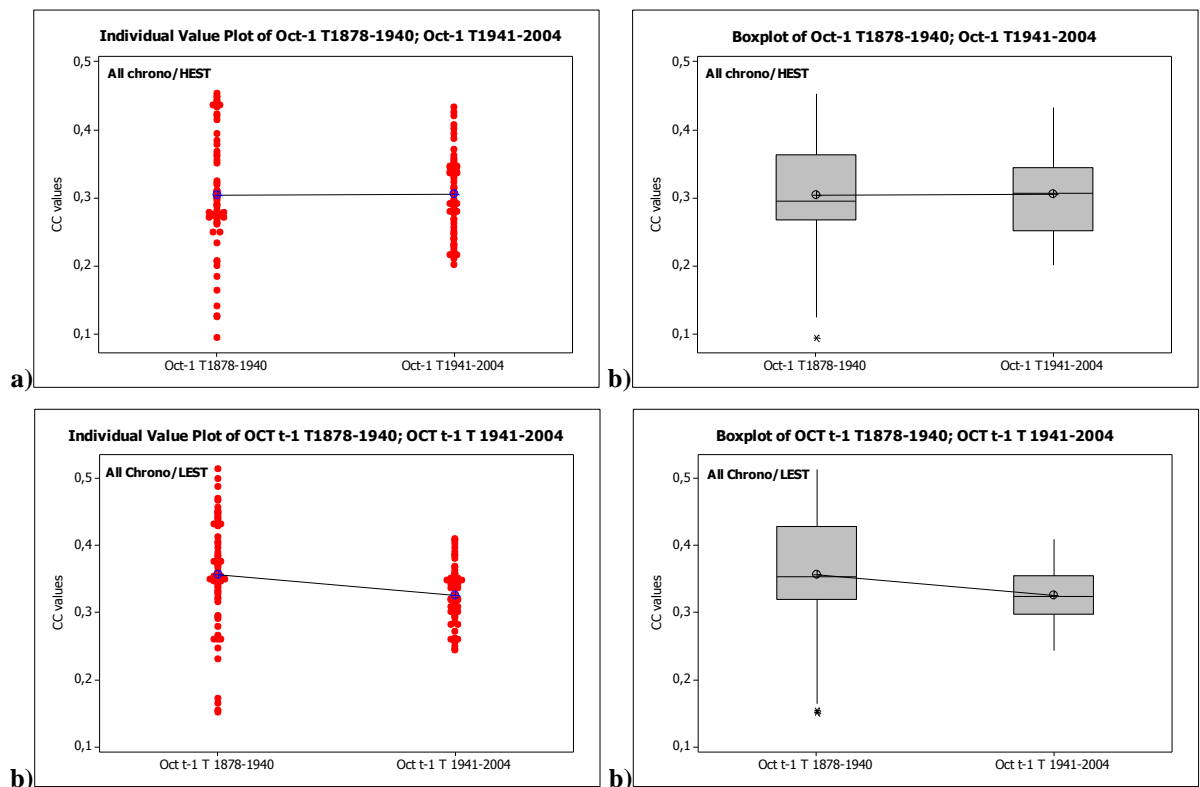 Individual Value Plot of Oct-1 T1878-1940; Oct-1 T1941-2004
All chrono/HEST
0,5
0,4
0,3
0,2
0,1
CC values
Oct-1 T1878-1940
Oct-1 T1941-2004
a)
Boxplot of Oct-1 T1878-1940; Oct-1 T1941-2004
All chrono/HEST
0,5
0,4
0,3
0,2
0,1
CC values
Oct-1 T1878-1940
Oct-1 T1941-2004
b)
Individual Value Plot of OCT t-1 T1878-1940; OCT t-1 T 1941-2004
All Chrono/LEST
0,5
0,4
0,3
0,2
0,1
CC values
Oct t-1 T 1878-1940
Oct t-1 T 1941-2004
b)
Boxplot of OCT t-1 T1878-1940; OCT t-1 T 1941-2004
All Chrono/LEST
0,5
0,4
0,3
0,2
0,1
CC values
Oct t-1 T 1878-1940
Oct t-1 T 1941-2004
b)